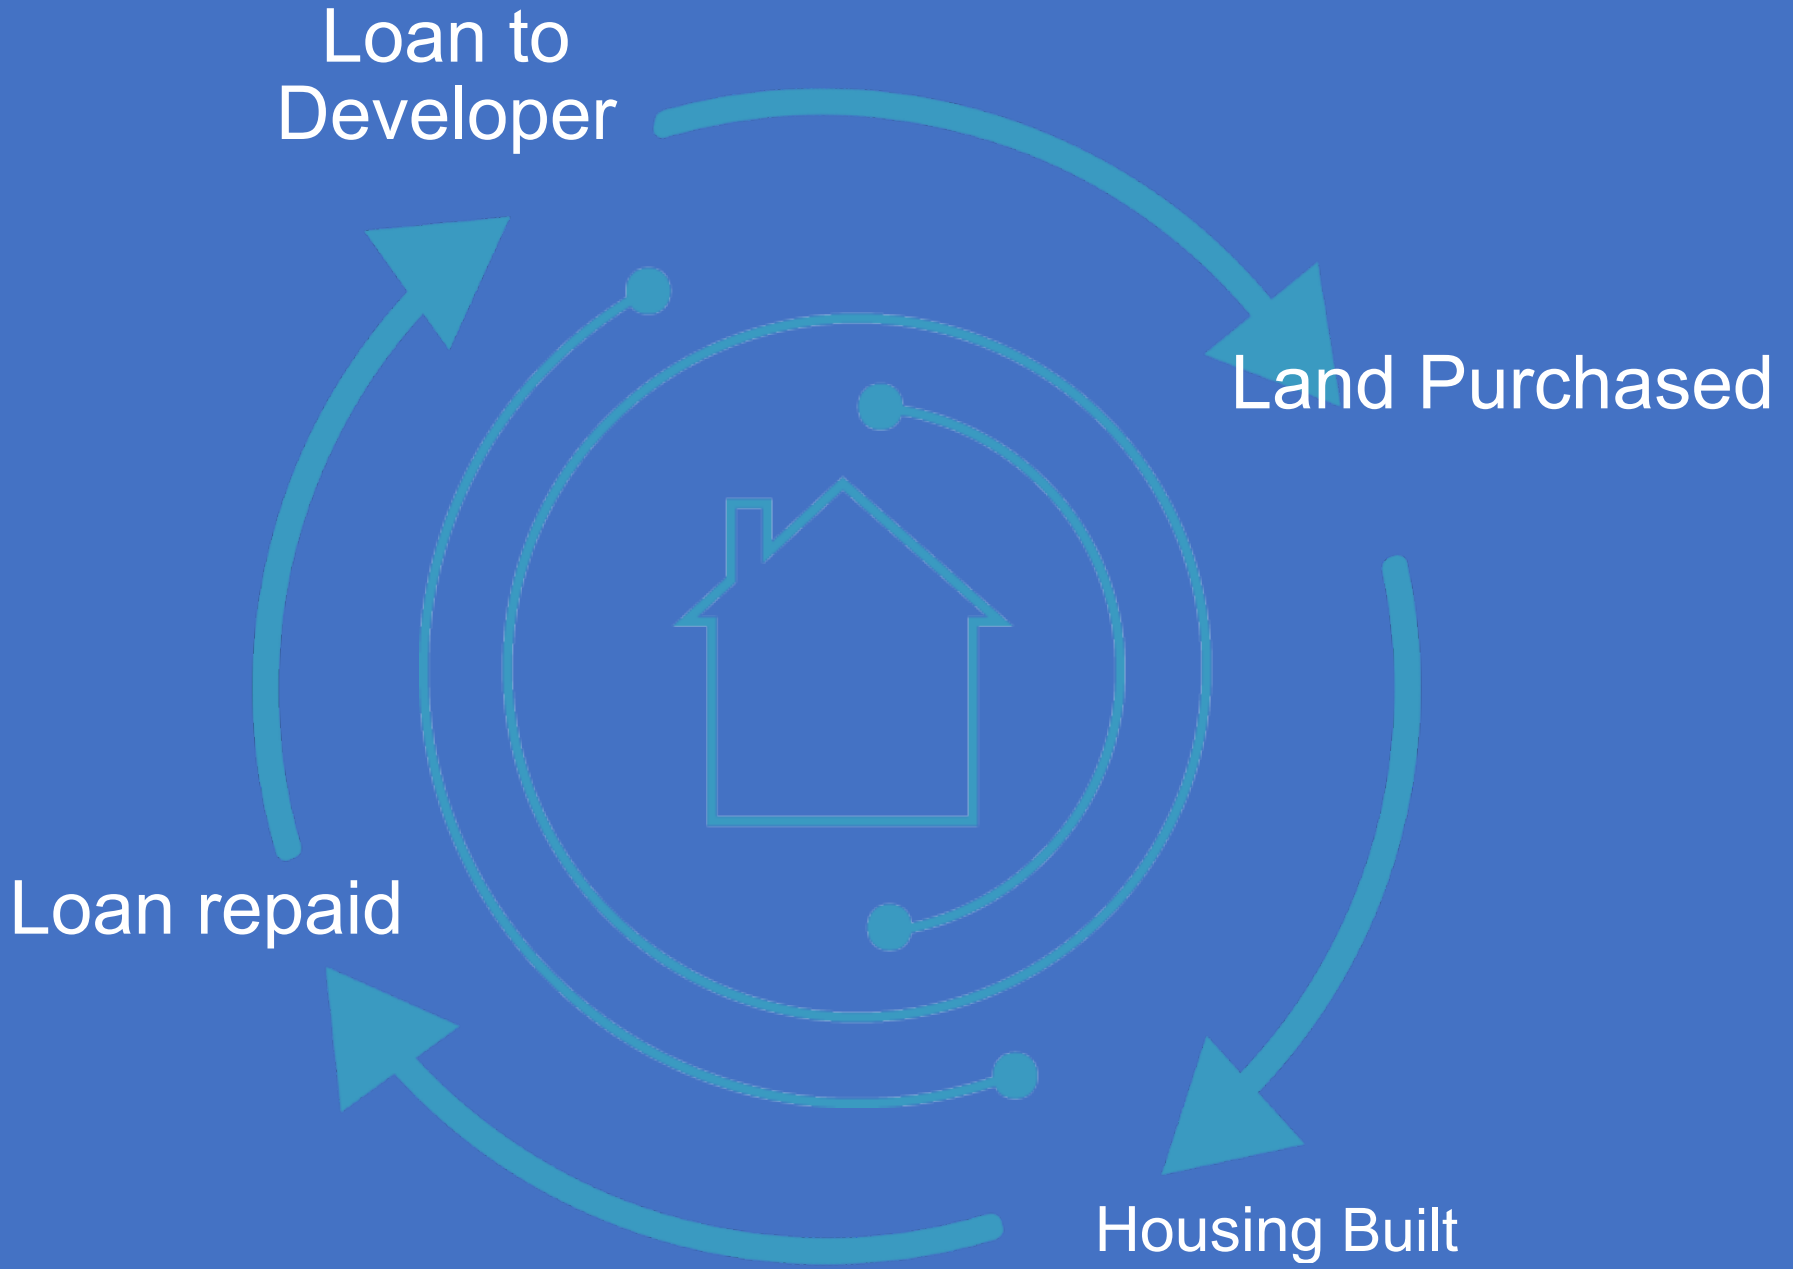 Loan to
Developer
Land Purchased
Loan repaid
Housing Built